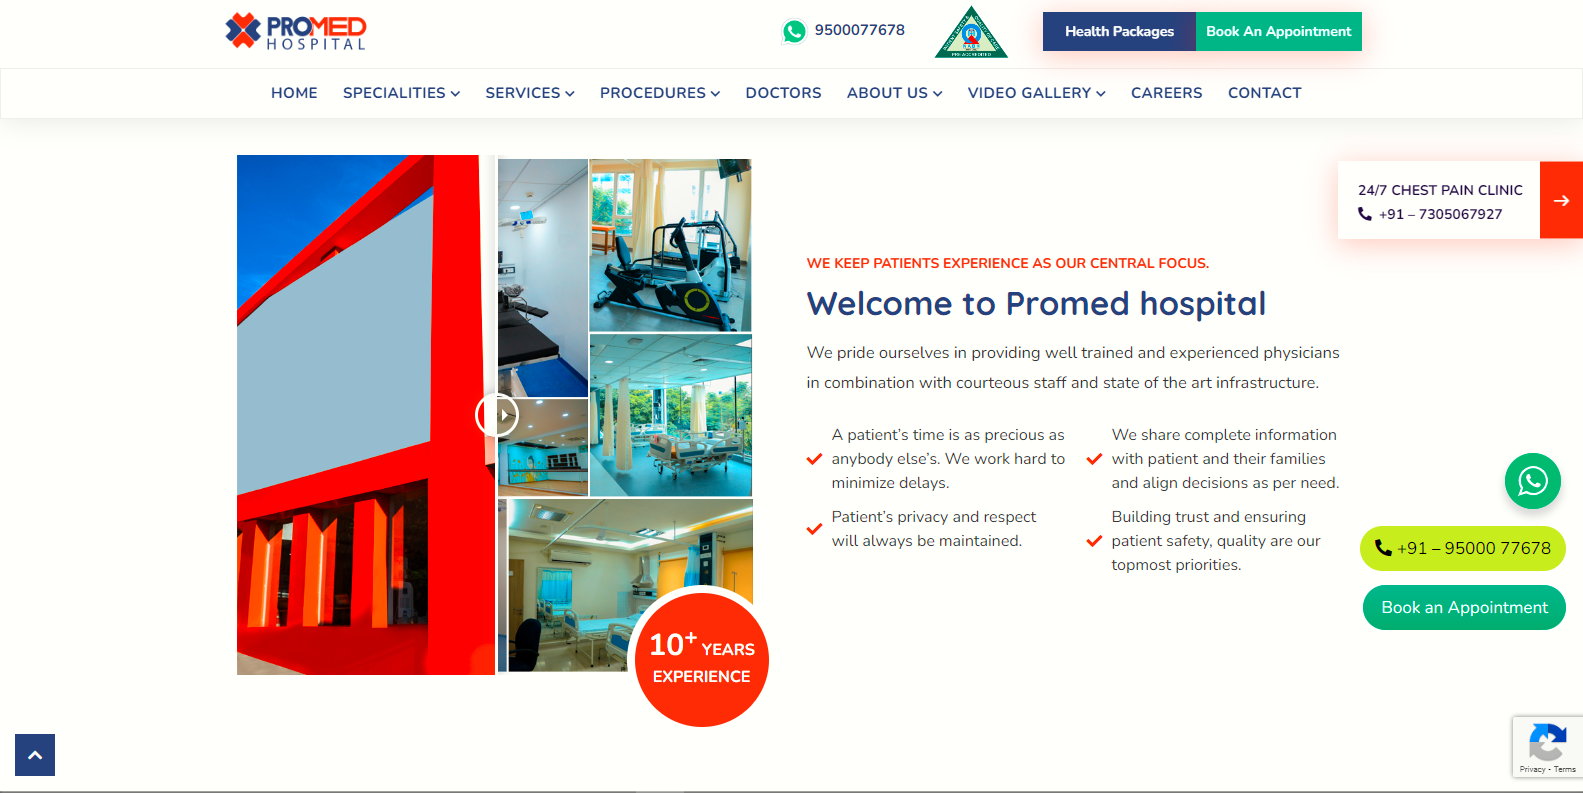 PROMED
HOSPITAL
9500077678
PRE ACCREDITED
Health Packages
Book An Appointment
HOME
SPECIALITIES
SERVICES
PROCEDURES
DOCTORS
ABOUT US
VIDEO GALLERY
CAREERS
CONTACT
24/7 CHEST PAIN CLINIC
+91 – 7305067927
WE KEEP PATIENTS EXPERIENCE AS OUR CENTRAL FOCUS.
Welcome to Promed hospital
We pride ourselves in providing well trained and experienced physicians
in combination with courteous staff and state of the art infrastructure.
A patient’s time is as precious as
anybody else’s. We work hard to
minimize delays.
We share complete information
with patient and their families
and align decisions as per need.
Patient’s privacy and respect
will always be maintained.
Building trust and ensuring
patient safety, quality are our
topmost priorities.
10+ YEARS
EXPERIENCE
+91 – 95000 77678
Book an Appointment
Privacy - Terms